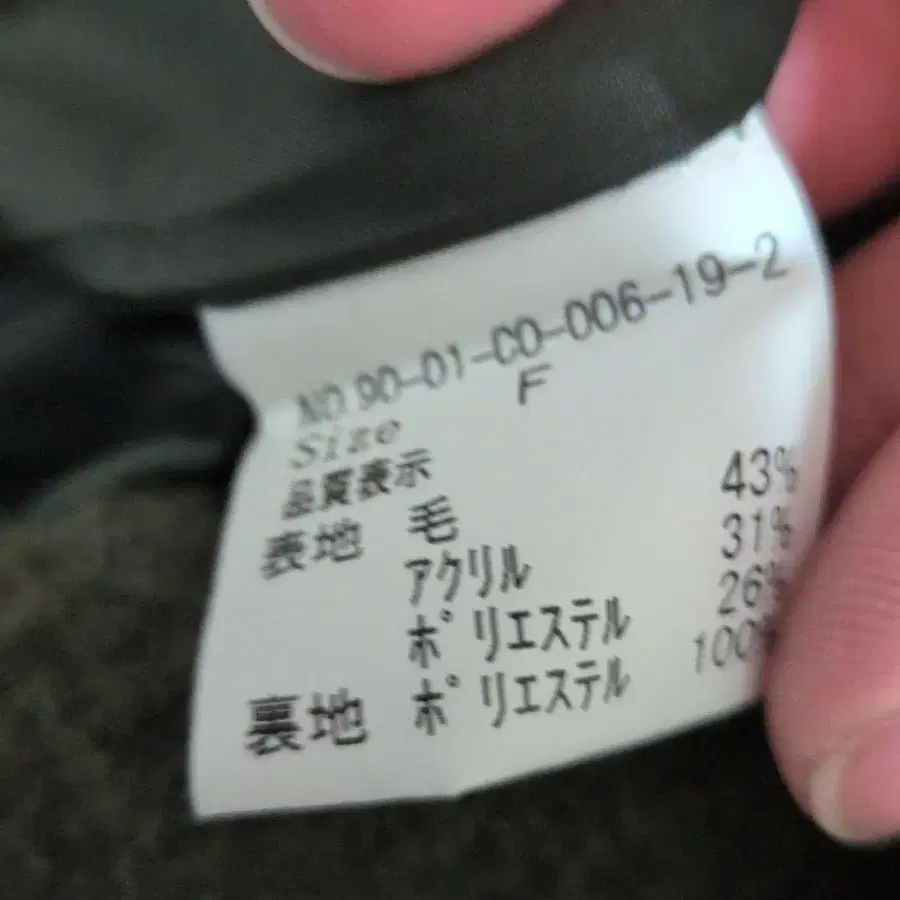 NO.90-01-CO-006-19-2
Size F
品質表示
表地 毛 43%
アクリル 31%
ポリエステル 26%
裏地 ポリエステル 100%